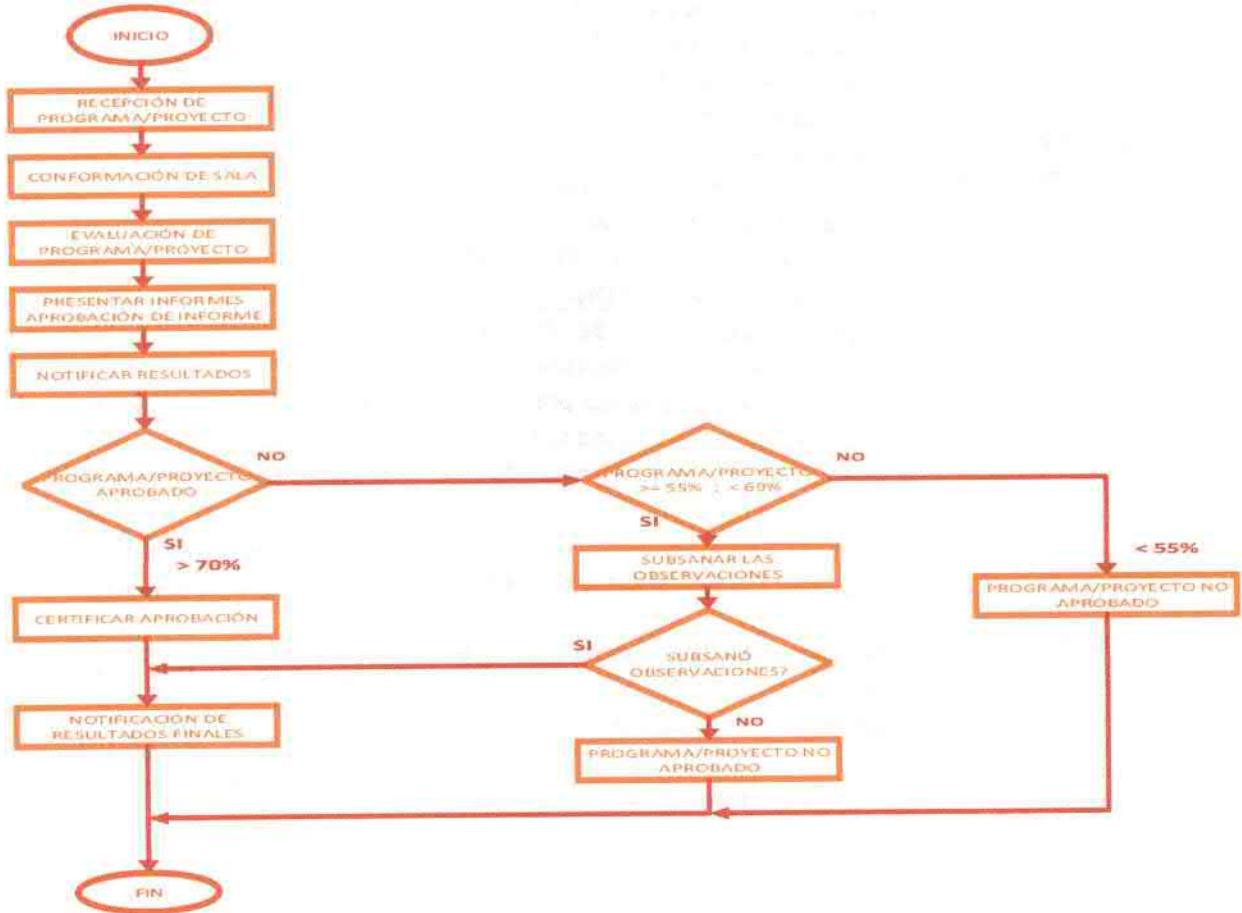 INICIO
RECEPCIÓN DE
PROGRAMA/PROYECTO
CONFORMACIÓN DE SALA
EVALUACIÓN DE
PROGRAMA/PROYECTO
PRESENTAR INFORMES
APROBACIÓN DE INFORME
NOTIFICAR RESULTADOS
PROGRAMA/PROYECTO
APROBADO
NO
PROGRAMA/PROYECTO
>= 55% ; < 69%
NO
SI
> 70%
SI
SUBSANAR LAS
OBSERVACIONES
< 55%
PROGRAMA/PROYECTO NO
APROBADO
CERTIFICAR APROBACIÓN
SI
SUBSANÓ
OBSERVACIONES?
NO
NOTIFICACIÓN DE
RESULTADOS FINALES
PROGRAMA/PROYECTO NO
APROBADO
FIN